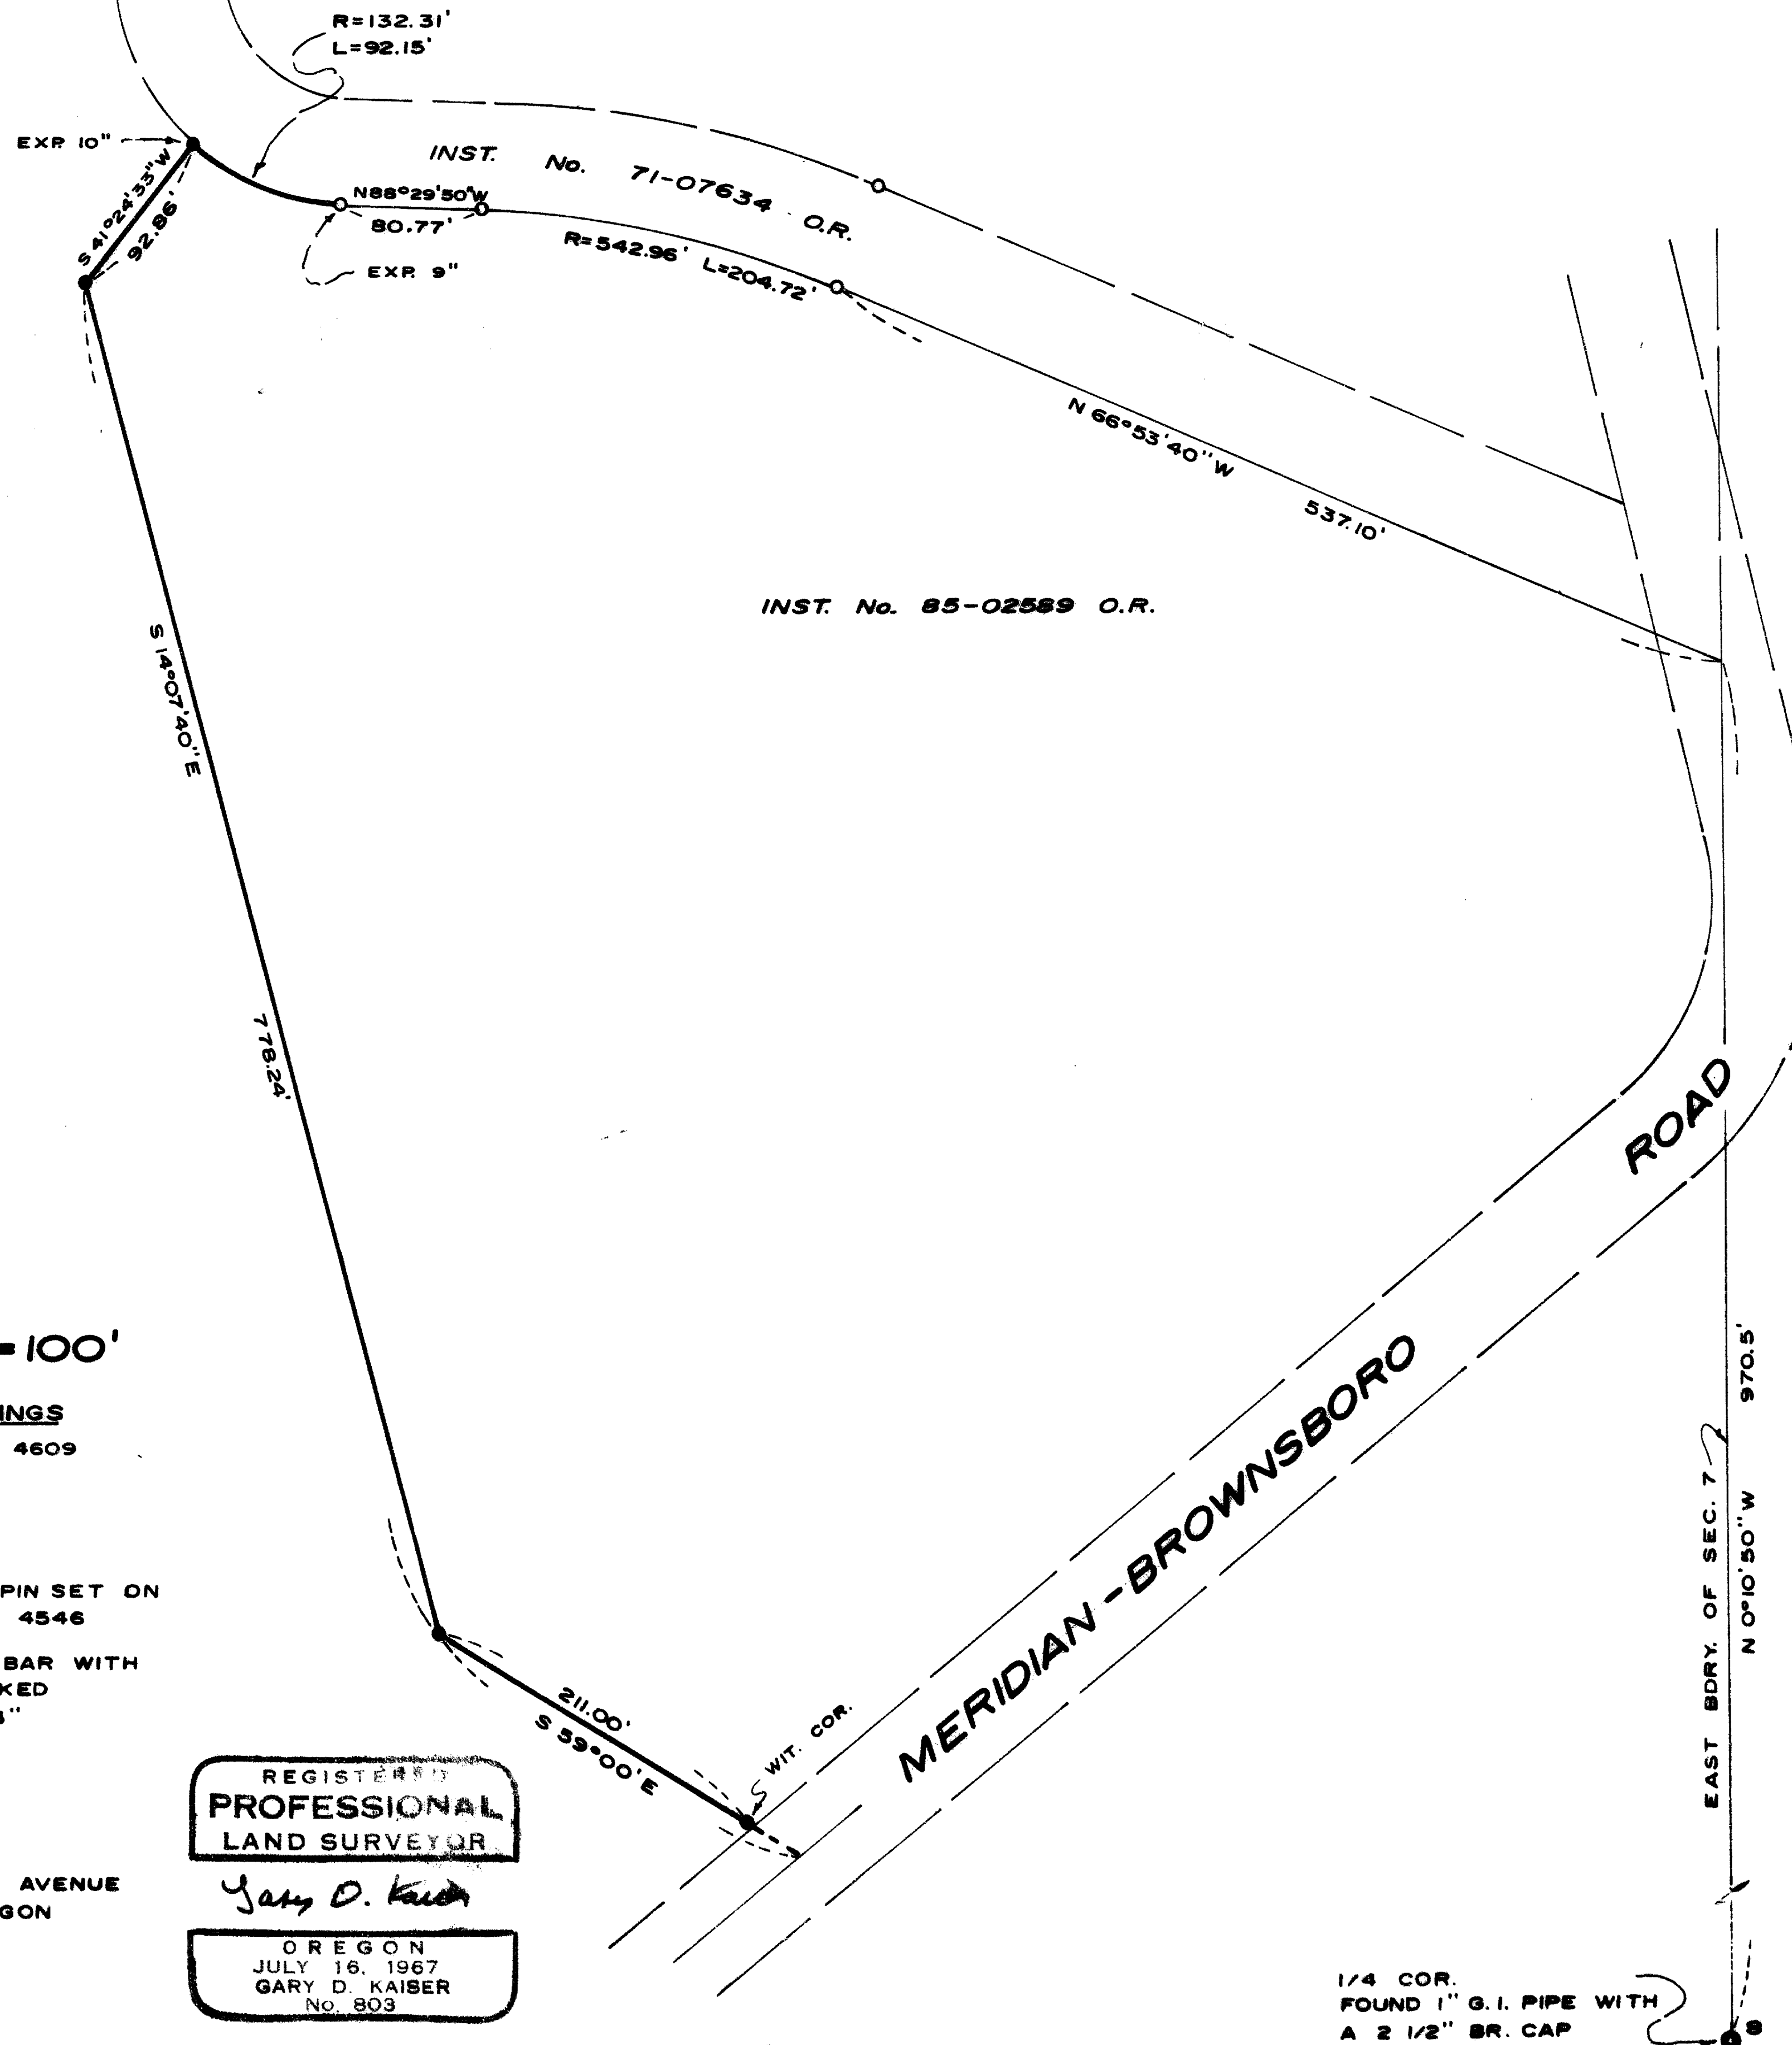 R=132.31'
L=92.15'
EXP. 10"
S 41°24'33"W
92.86'
INST. No. 71-07634 O.R.
N88°29'50"W
80.77'
EXP. 9"
R=542.96' L=204.72'
N 66°53'40"W 537.10'
INST. No. 85-02589 O.R.
S 14°07'40"E
778.24'
MERIDIAN-BROWNSBORO ROAD
=100'
INGS
4609
PIN SET ON
4546
BAR WITH
KED
211.00'
S 59°00'E
WIT. COR.
EAST BDRY. OF SEC. 7
N 0°10'50"W 970.5'
REGISTERED
PROFESSIONAL
LAND SURVEYOR
Gary D. Kaiser
OREGON
JULY 16, 1967
GARY D. KAISER
No. 803
AVENUE
GON
1/4 COR.
FOUND 1" G.I. PIPE WITH
A 2 1/2" BR. CAP